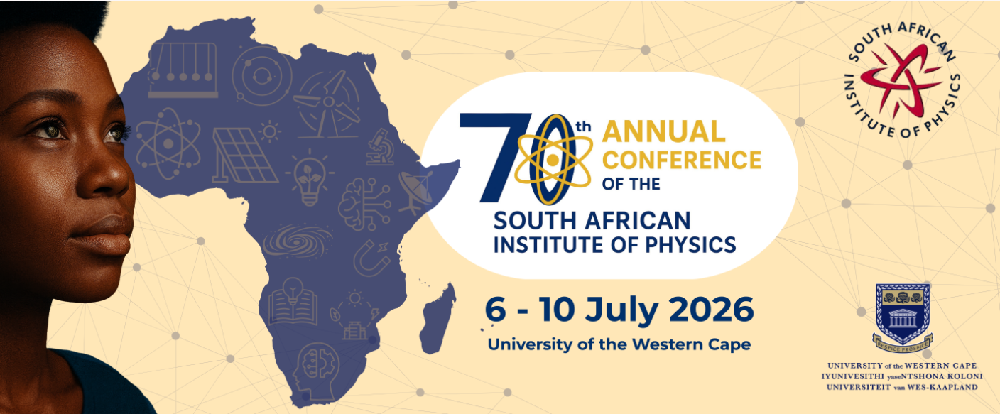 70th ANNUAL
CONFERENCE
OF THE
SOUTH AFRICAN
INSTITUTE OF PHYSICS
6 - 10 July 2026
University of the Western Cape
SOUTH AFRICAN
INSTITUTE OF PHYSICS
RESPICE PROSPICE
UNIVERSITY of the WESTERN CAPE
IYUNIVESITHI yaseNTSHONA KOLONI
UNIVERSITEIT van WES-KAAPLAND